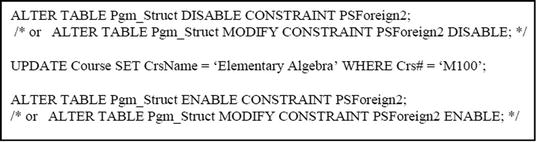 ALTER TABLE Pgm_Struct DISABLE CONSTRAINT PSForeign2;
/* or   ALTER TABLE Pgm_Struct MODIFY CONSTRAINT PSForeign2 DISABLE; */
UPDATE Course SET CrsName = ‘Elementary Algebra’ WHERE Crs# = ‘M100’;
ALTER TABLE Pgm_Struct ENABLE CONSTRAINT PSForeign2;
/* or   ALTER TABLE Pgm_Struct MODIFY CONSTRAINT PSForeign2 ENABLE; */